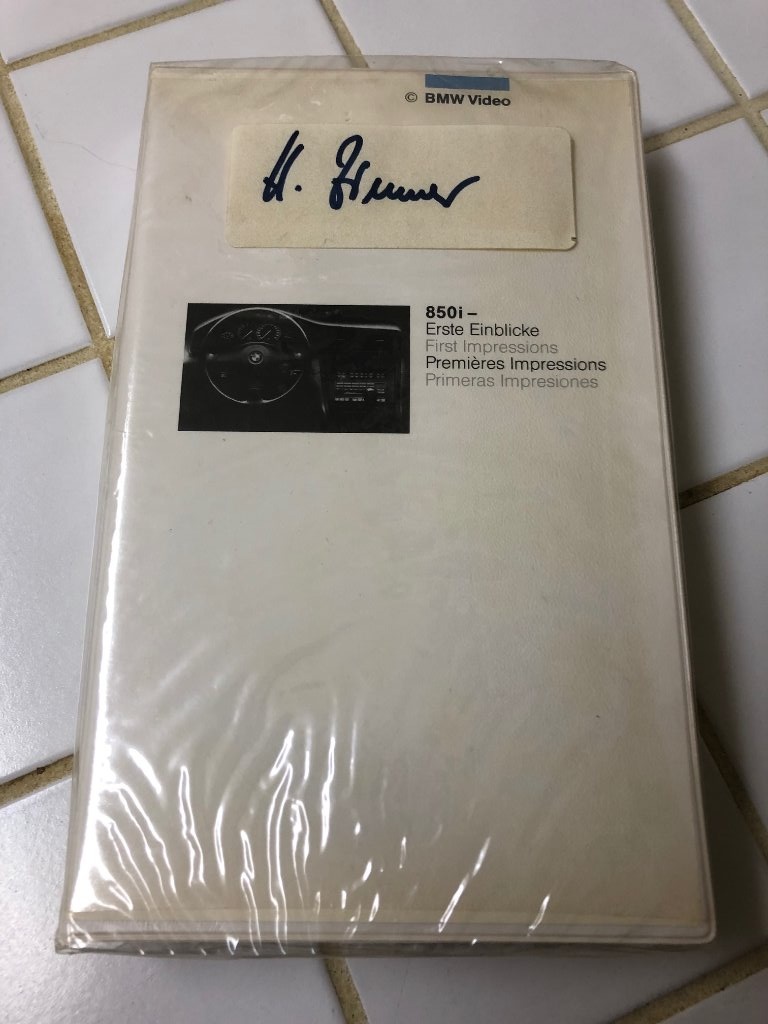 © BMW Video
H.
850i –
Erste Einblicke
First Impressions
Premières Impressions
Primeras Impresiones